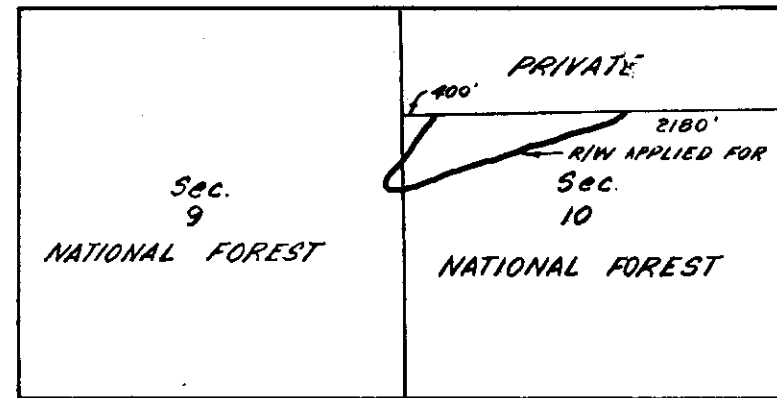 PRIVATE
400'
2180'
R/W APPLIED FOR
Sec.
9
NATIONAL FOREST
Sec.
10
NATIONAL FOREST